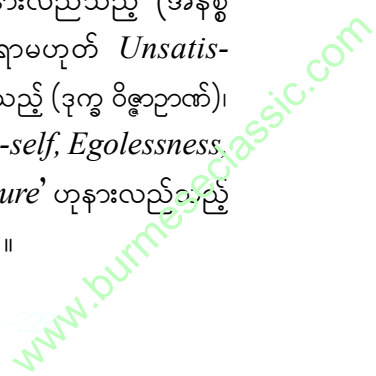 နားလည်သည့် (အနိစ္စ
ရာမဟုတ် Unsatis-
သည့် (ဒုက္ခ ဝိဇ္ဇာဉာဏ်)၊
-self, Egolessness,
ure’ ဟုနားလည်သည့်
။
www.burmeseclassic.com